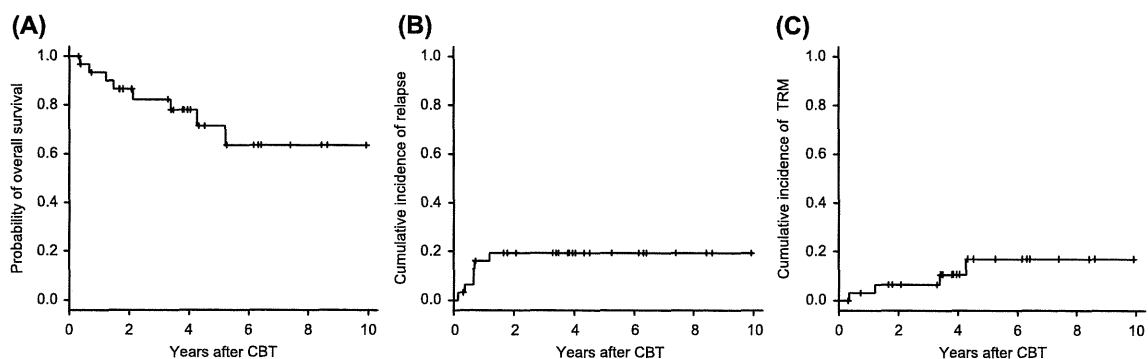 (A)
Probability of overall survival
1.0
0.8
0.6
0.4
0.2
0.0
0 2 4 6 8 10
Years after CBT
(B)
Cumulative incidence of relapse
1.0
0.8
0.6
0.4
0.2
0.0
0 2 4 6 8 10
Years after CBT
(C)
Cumulative incidence of TRM
1.0
0.8
0.6
0.4
0.2
0.0
0 2 4 6 8 10
Years after CBT